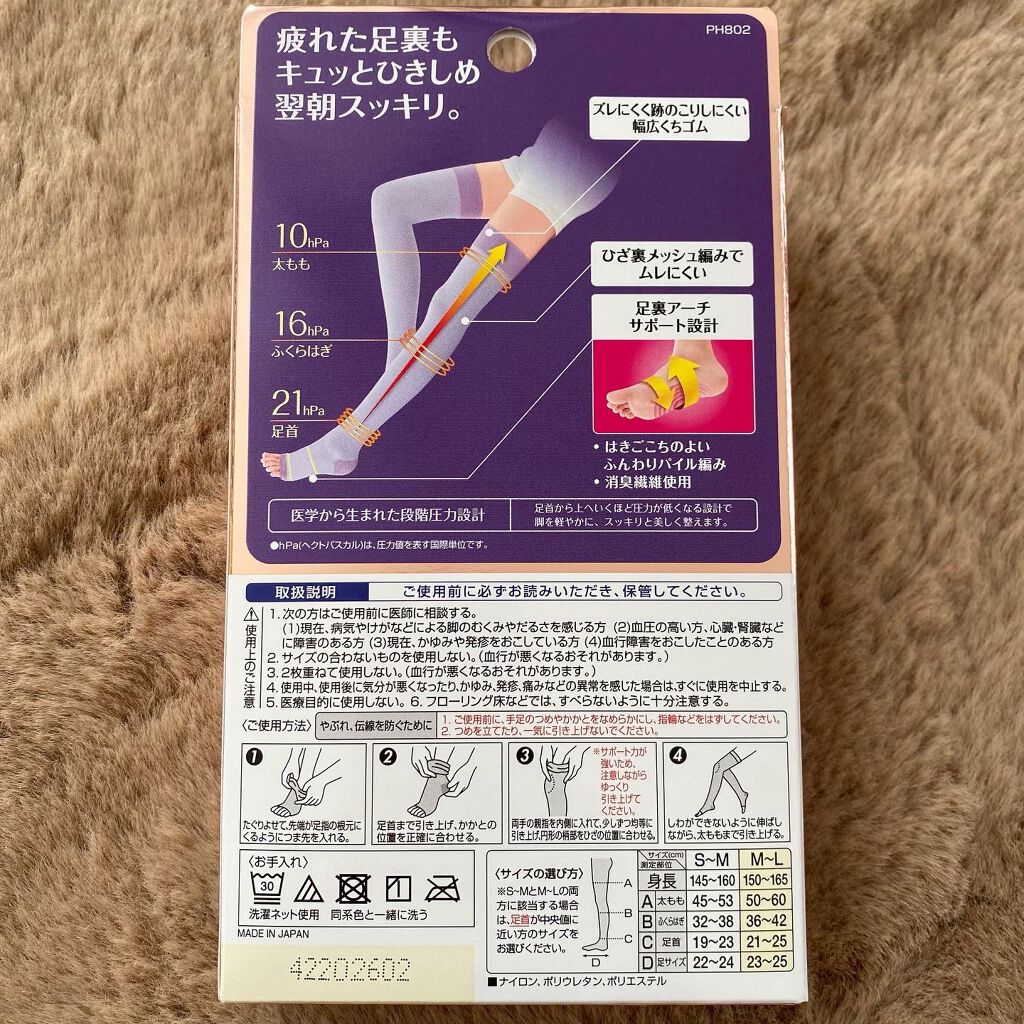 PH802
疲れた足裏も
キュッとひきしめ
翌朝スッキリ。
ズレにくく跡のこりしにくい
幅広くちゴム
10hPa
太もも
ひざ裏メッシュ編みで
ムレにくい
足裏アーチ
サポート設計
16hPa
ふくらはぎ
21hPa
足首
・はきごこちのよい
ふんわりパイル編み
・消臭繊維使用
医学から生まれた段階圧力設計
足首から上へいくほど圧力が低くなる設計で
脚を軽やかに、スッキリと美しく整えます。
●hPa(ヘクトパスカル)は、圧力値を表す国際単位です。
取扱説明 ご使用前に必ずお読みいただき、保管してください。
⚠使用上のご注意
1.次の方はご使用前に医師に相談する。
(1)現在、病気やけがなどによる脚のむくみやだるさを感じる方 (2)血圧の高い方、心臓・腎臓など
に障害のある方 (3)現在、かゆみや発疹をおこしている方 (4)血行障害をおこしたことのある方
2.サイズの合わないものを使用しない。(血行が悪くなるおそれがあります。)
3.2枚重ねて使用しない。(血行が悪くなるおそれがあります。)
4.使用中、使用後に気分が悪くなったり、かゆみ、発疹、痛みなどの異常を感じた場合は、すぐに使用を中止する。
5.医療目的に使用しない。 6.フローリング床などでは、すべらないように十分注意する。
〈ご使用方法〉 やぶれ、伝線を防ぐために
1.ご使用前に、手足のつめやかかとをなめらかにし、指輪などをはずしてください。
2.つめを立てたり、一気に引き上げないでください。
1
たぐりよせて、先端が足指の根元に
くるようにつま先を入れる。
2
足首まで引き上げ、かかとの
位置を正確に合わせる。
3
※サポート力が
強いため、
注意しながら
ゆっくり
引き上げて
ください。
両手の親指を内側に入れて、少しずつ均等に
引き上げ、円形の柄部をひざの位置に合わせる。
4
しわができないように伸ばし
ながら、太ももまで引き上げる。
〈お手入れ〉
30
洗濯ネット使用 同系色と一緒に洗う
MADE IN JAPAN
42202602
〈サイズの選び方〉
※S~MとM~Lの両
方に該当する場合
は、足首が中央値に
近い方のサイズを
お選びください。
A
B
C
D
サイズ(cm) 測定部位 S~M M~L
身長 145~160 150~165
A 太もも 45~53 50~60
B ふくらはぎ 32~38 36~42
C 足首 19~23 21~25
D 足サイズ 22~24 23~25
■ナイロン、ポリウレタン、ポリエステル